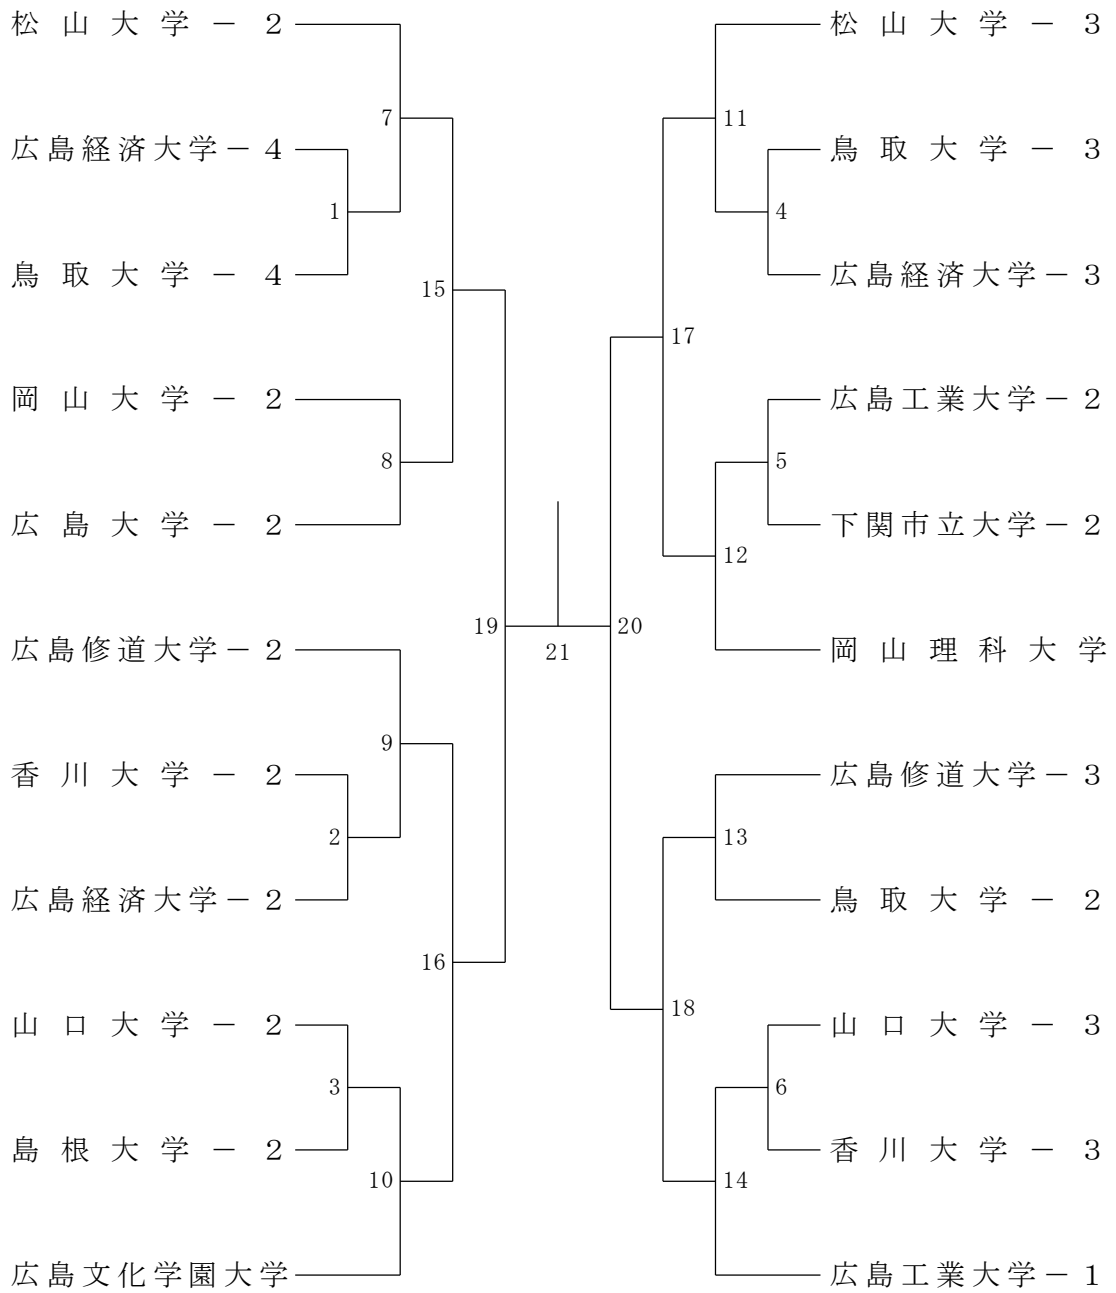 松山大学－2
7
広島経済大学－4
1
鳥取大学－4
15
岡山大学－2
8
広島大学－2
19
広島修道大学－2
9
香川大学－2
2
広島経済大学－2
16
山口大学－2
3
島根大学－2
10
広島文化学園大学
21
松山大学－3
11
鳥取大学－3
4
広島経済大学－3
17
広島工業大学－2
5
下関市立大学－2
12
20
岡山理科大学
広島修道大学－3
13
鳥取大学－2
18
山口大学－3
6
香川大学－3
14
広島工業大学－1